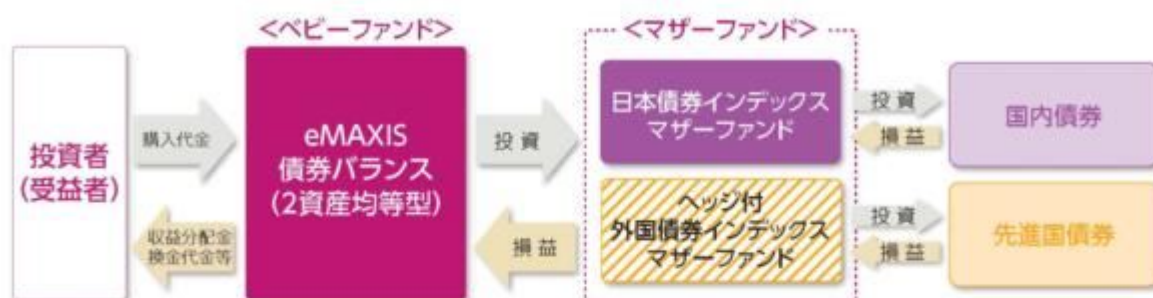 <ベビーファンド>
<マザーファンド>
投資者
(受益者)
購入代金
収益分配金
換金代金等
eMAXIS
債券バランス
(2資産均等型)
投 資
損 益
日本債券インデックス
マザーファンド
ヘッジ付
外国債券インデックス
マザーファンド
投 資
損 益
国内債券
投 資
損 益
先進国債券